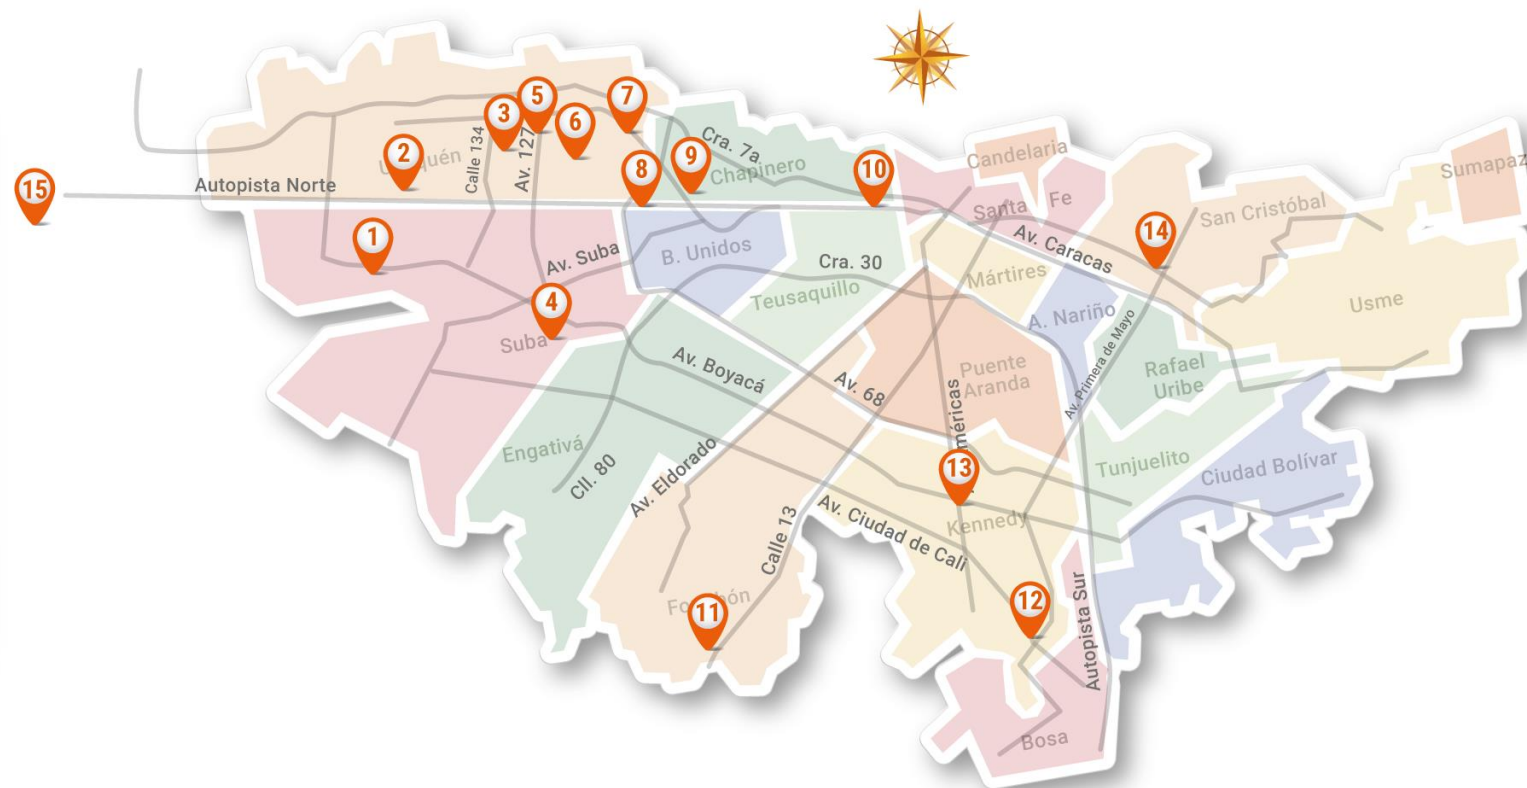 5
7
3
6
Calle 134
Av. 127
2
8
9
Cra. 7a
Chapinero
10
Candelaria
Sumapaz
15
Autopista Norte
Santa Fe
San Cristóbal
1
Av. Suba
B. Unidos
Cra. 30
Av. Caracas
14
Mártires
Teusaquillo
4
Suba
A. Nariño
Usme
Av. Boyacá
Av. 68
Puente
Aranda
Av. Primera de Mayo
Rafael
Uribe
Engativá
Cll. 80
Av. Eldorado
13
Tunjuelito
Ciudad Bolívar
Calle 13
Av. Ciudad de Cali
Kennedy
11
12
Autopista Sur
Bosa